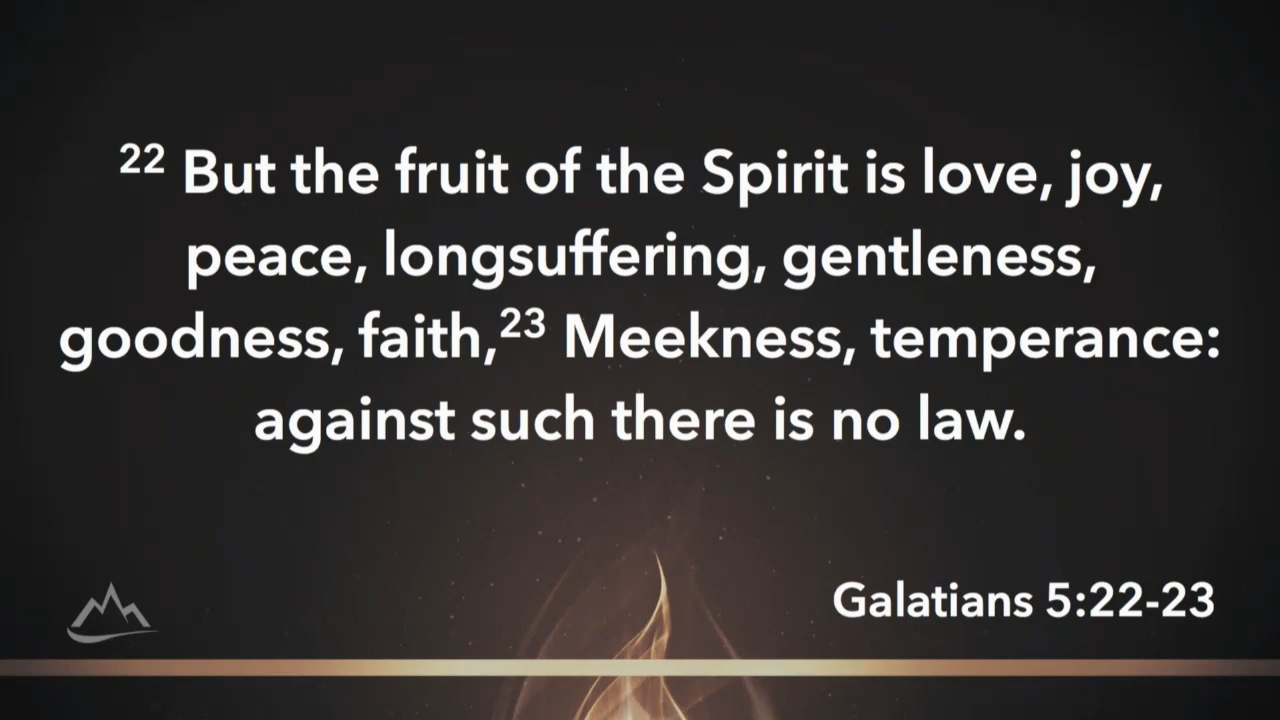 22 But the fruit of the Spirit is love, joy,
peace, longsuffering, gentleness,
goodness, faith,23 Meekness, temperance:
against such there is no law.
Galatians 5:22-23